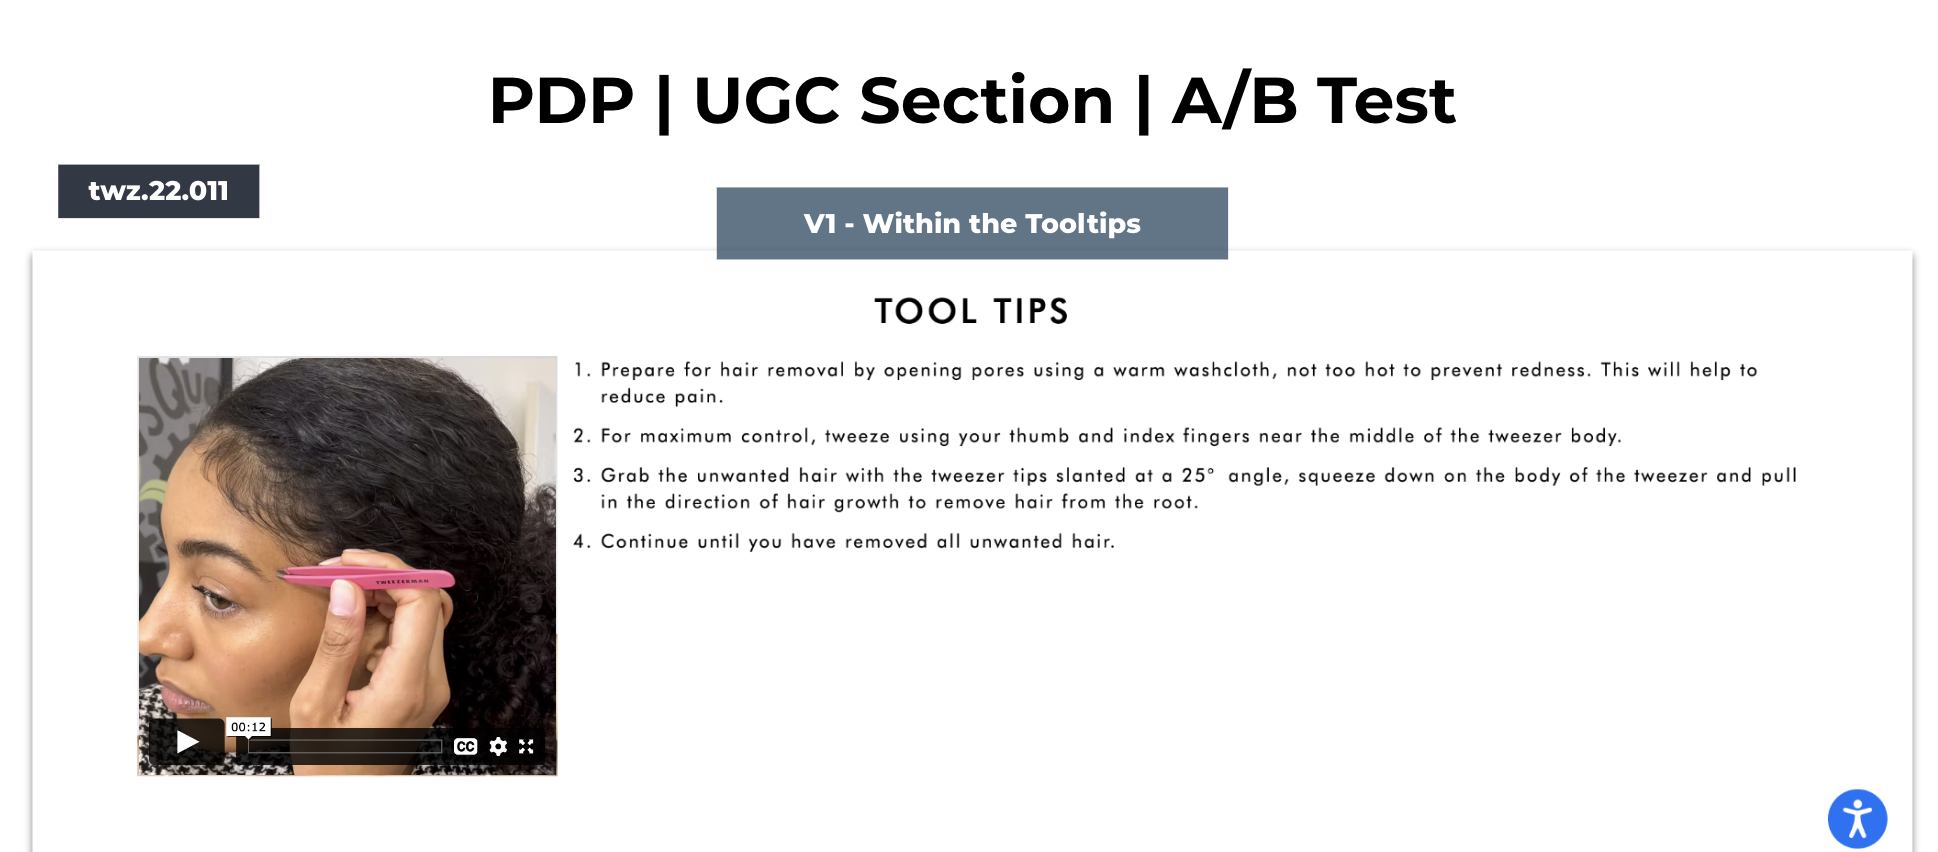 PDP | UGC Section | A/B Test
twz.22.011
V1 - Within the Tooltips
TOOL TIPS
1. Prepare for hair removal by opening pores using a warm washcloth, not too hot to prevent redness. This will help to
reduce pain.
2. For maximum control, tweeze using your thumb and index fingers near the middle of the tweezer body.
3. Grab the unwanted hair with the tweezer tips slanted at a 25° angle, squeeze down on the body of the tweezer and pull
in the direction of hair growth to remove hair from the root.
4. Continue until you have removed all unwanted hair.
TWEEZERMAN
00:12
CC